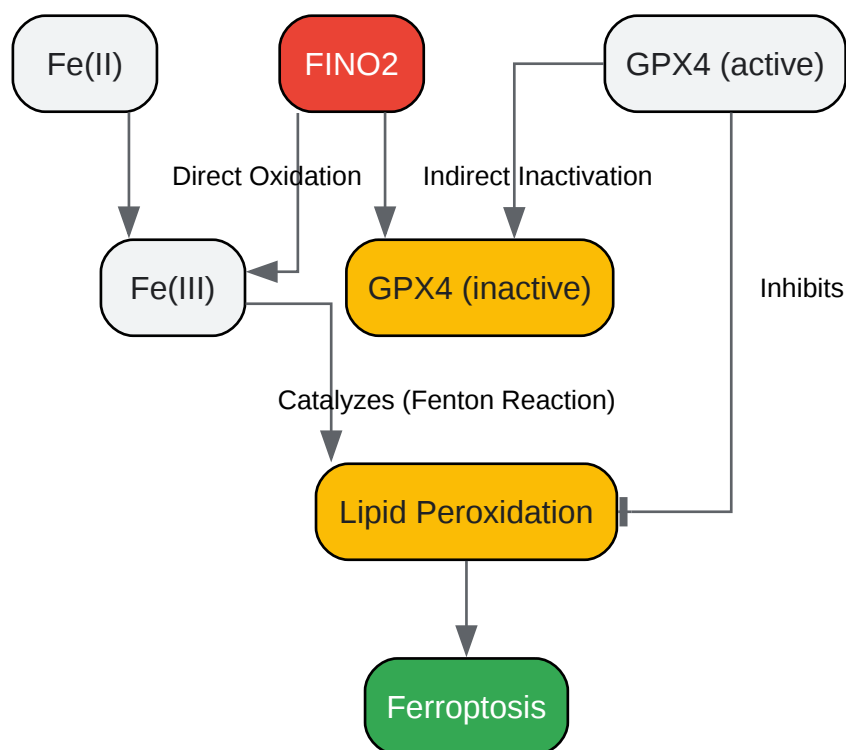 Fe(II)
FINO2
GPX4 (active)
Direct Oxidation
Indirect Inactivation
Fe(III)
GPX4 (inactive)
Inhibits
Catalyzes (Fenton Reaction)
Lipid Peroxidation
Ferroptosis